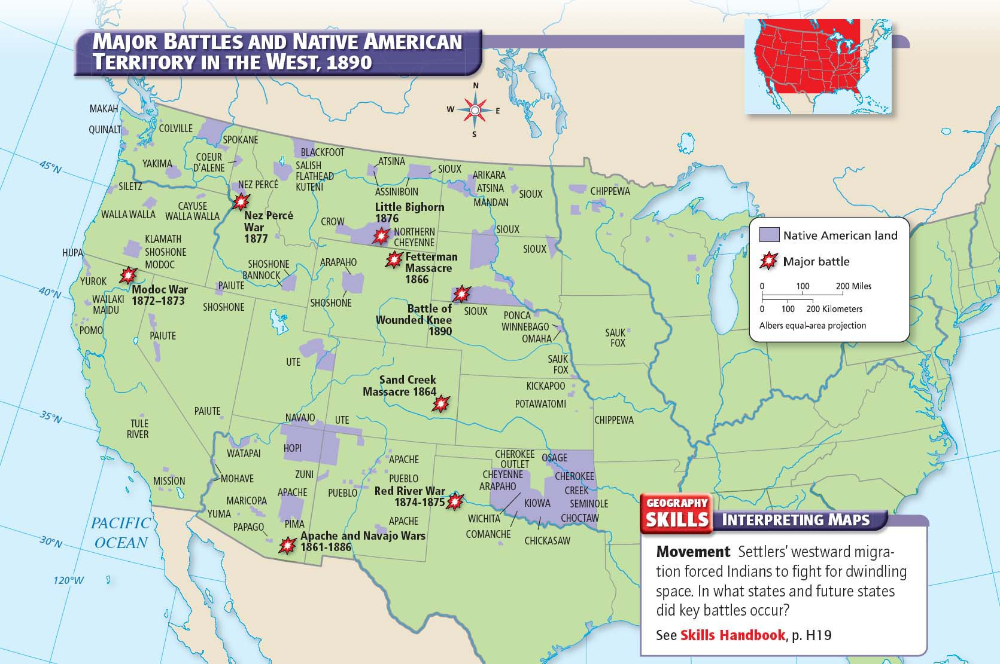 MAJOR BATTLES AND NATIVE AMERICAN
TERRITORY IN THE WEST, 1890
N
W
E
S
MAKAH
QUINALT
COLVILLE
SPOKANE
BLACKFOOT
YAKIMA
COEUR
D'ALENE
SALISH
FLATHEAD
KUTENI
ATSINA
SIOUX
ARIKARA
ATSINA
MANDAN
SIOUX
CHIPPEWA
45°N
SILETZ
NEZ PERCÉ
ASSINIBOIN
WALLA WALLA
CAYUSE
WALLA WALLA
Nez Percé
War
1877
CROW
Little Bighorn
1876
NORTHERN
CHEYENNE
SIOUX
SIOUX
Native American land
Major battle
0
100
200 Miles
0
100
200 Kilometers
Albers equal-area projection
HUPA
KLAMATH
SHOSHONE
MODOC
SHOSHONE
BANNOCK
ARAPAHO
Fetterman
Massacre
1866
YUROK
Modoc War
1872–1873
PAIUTE
40°N
WAILAKI
MAIDU
SHOSHONE
SHOSHONE
Battle of
Wounded Knee
1890
SIOUX
PONCA
WINNEBAGO
OMAHA
POMO
PAIUTE
SAUK
FOX
UTE
SAUK
FOX
Sand Creek
Massacre 1864
KICKAPOO
POTAWATOMI
35°N
PAIUTE
NAVAJO
UTE
CHIPPEWA
TULE
RIVER
WATAPAI
HOPI
APACHE
CHEROKEE
OUTLET
OSAGE
MOHAVE
ZUNI
PUEBLO
CHEYENNE
ARAPAHO
CHEROKEE
MISSION
MARICOPA
APACHE
PUEBLO
Red River War
1874-1875
CREEK
KIOWA
SEMINOLE
YUMA
PAPAGO
PIMA
APACHE
WICHITA
CHOCTAW
COMANCHE
CHICKASAW
Apache and Navajo Wars
1861-1886
PACIFIC
OCEAN
30°N
120°W
GEOGRAPHY
SKILLS
INTERPRETING MAPS
Movement Settlers' westward migra-
tion forced Indians to fight for dwindling
space. In what states and future states
did key battles occur?
See Skills Handbook, p. H19